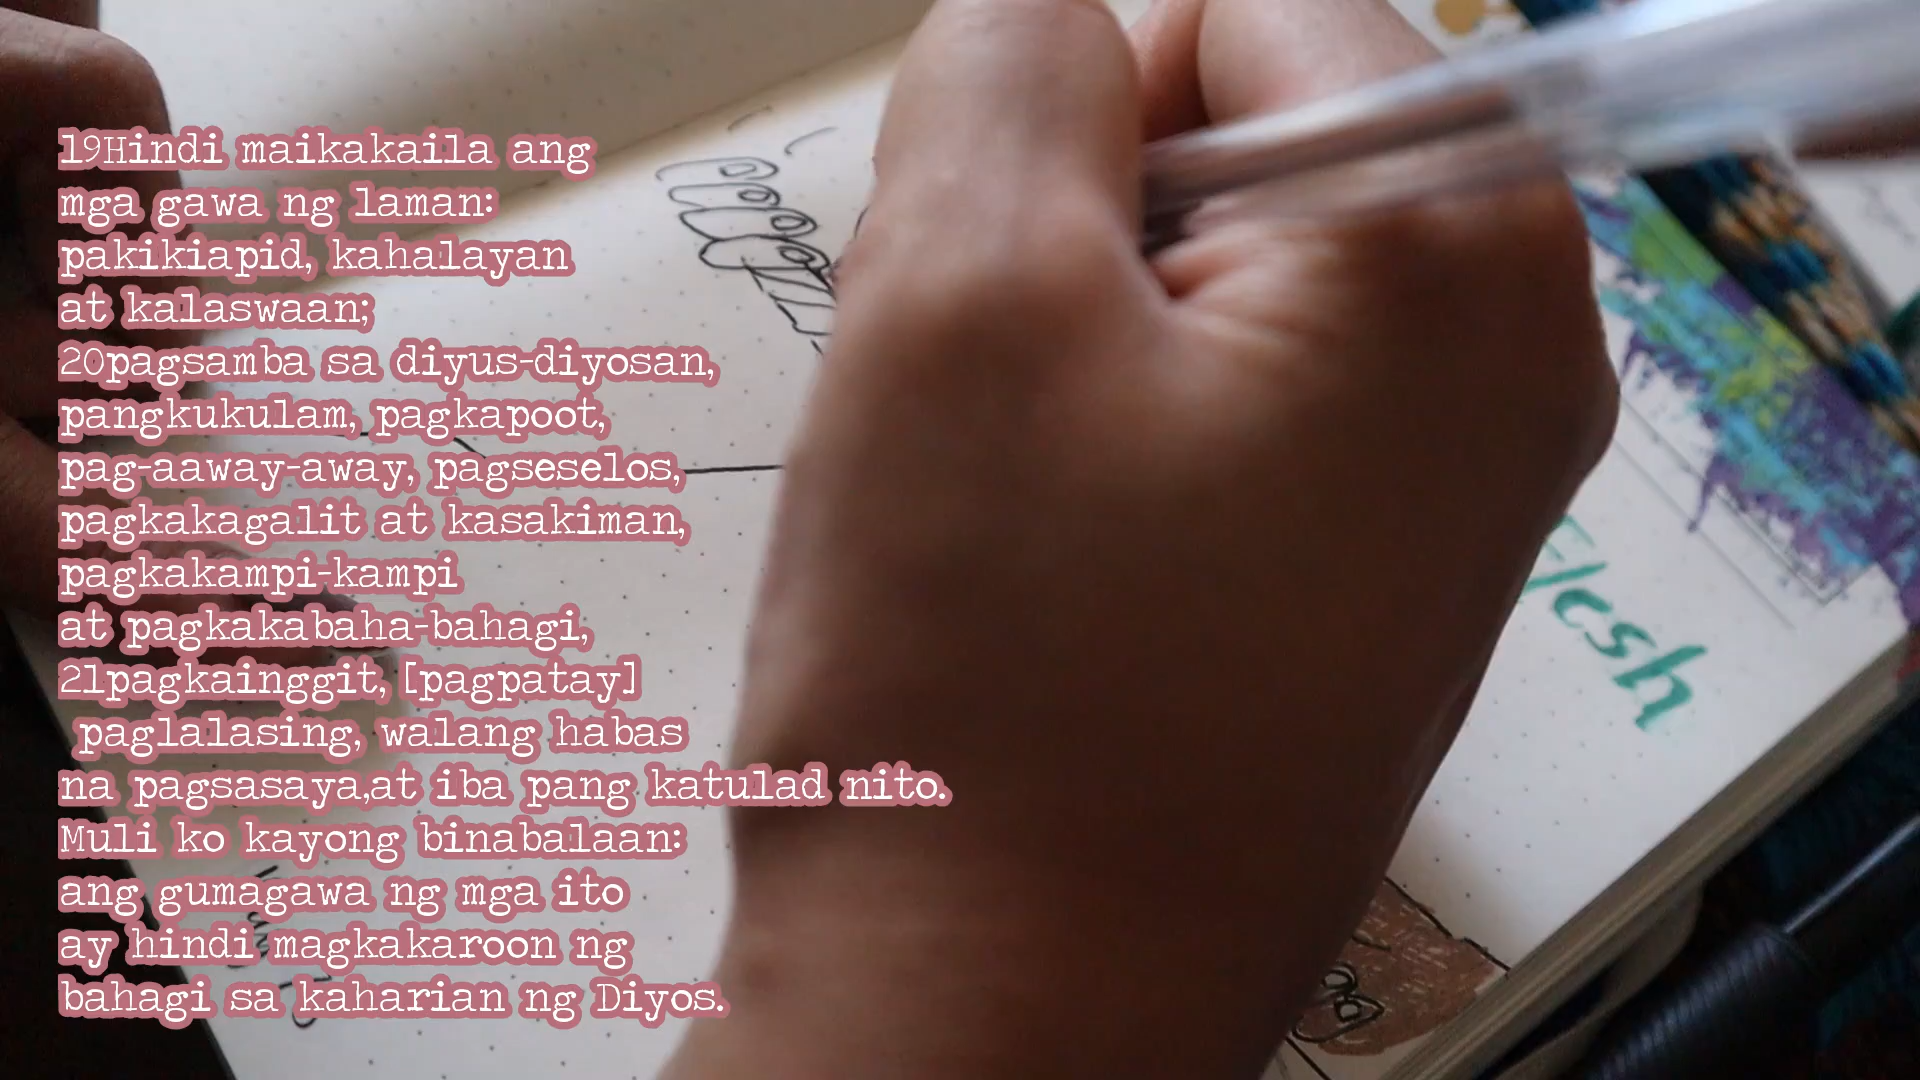 19Hindi maikakaila ang
mga gawa ng laman:
pakikiapid, kahalayan
at kalaswaan;
20pagsamba sa diyus-diyosan,
pangkukulam, pagkapoot,
pag-aaway-away, pagseselos,
pagkakagalit at kasakiman,
pagkakampi-kampi
at pagkakabaha-bahagi,
21pagkainggit, [pagpatay]
paglalasing, walang habas
na pagsasaya,at iba pang katulad nito.
Muli ko kayong binabalaan:
ang gumagawa ng mga ito
ay hindi magkakaroon ng
bahagi sa kaharian ng Diyos.
Flesh